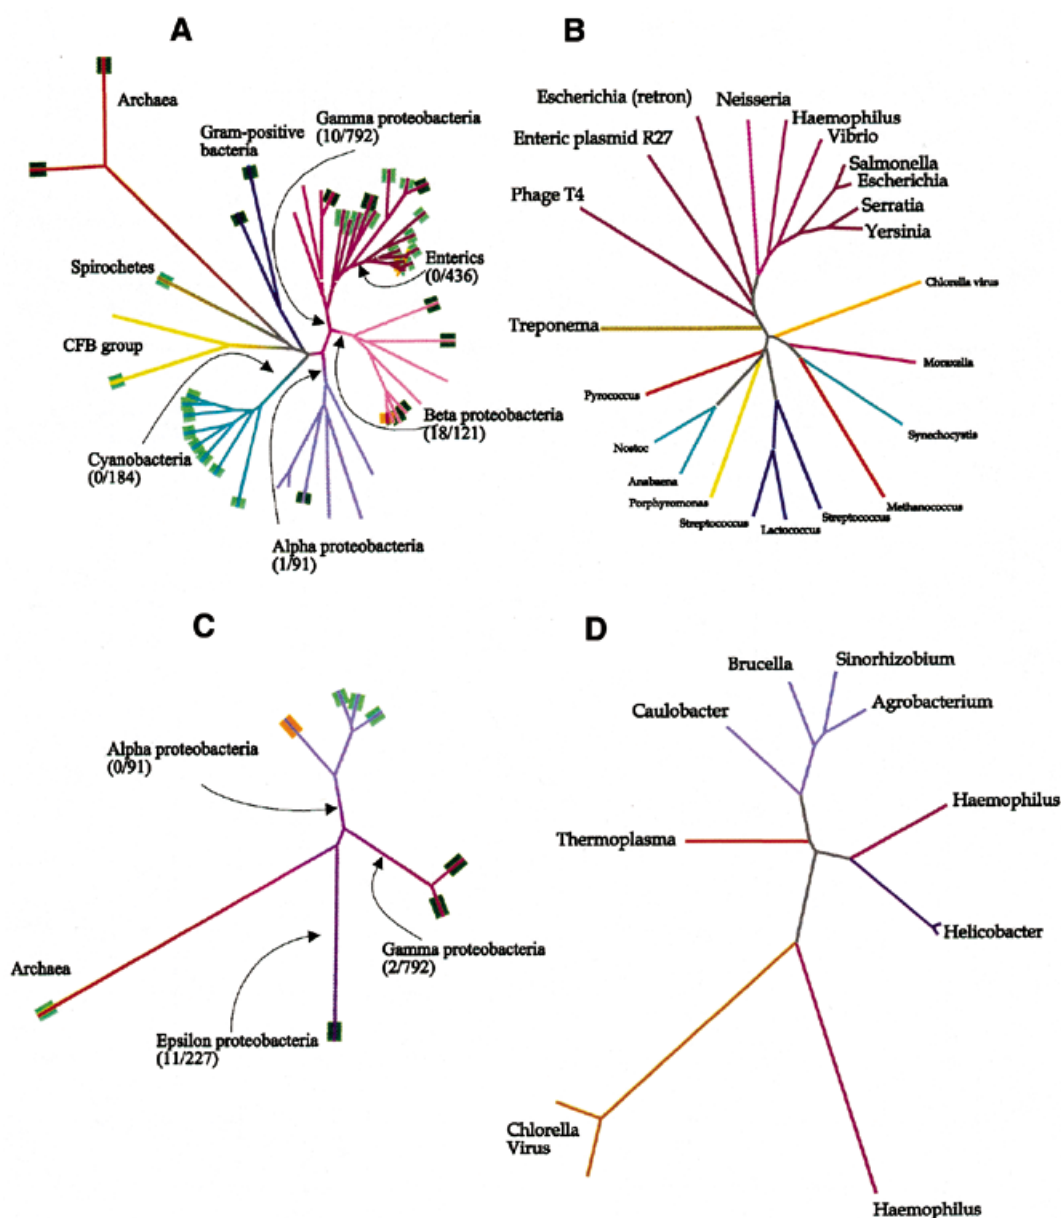 A
Archaea
Gram-positive
bacteria
Gamma proteobacteria
(10/792)
Spirochetes
Enterics
(0/436)
CFB group
Beta proteobacteria
(18/121)
Cyanobacteria
(0/184)
Alpha proteobacteria
(1/91)
B
Escherichia (retron)
Neisseria
Haemophilus
Enteric plasmid R27
Vibrio
Salmonella
Escherichia
Phage T4
Serratia
Yersinia
Chlorella virus
Treponema
Moraxella
Pyrococcus
Synechocystis
Nostoc
Anabaena
Porphyromonas
Methanococcus
Streptococcus
Streptococcus
Lactococcus
C
Alpha proteobacteria
(0/91)
Gamma proteobacteria
(2/792)
Archaea
Epsilon proteobacteria
(11/227)
D
Brucella
Sinorhizobium
Caulobacter
Agrobacterium
Haemophilus
Thermoplasma
Helicobacter
Chlorella
Virus
Haemophilus